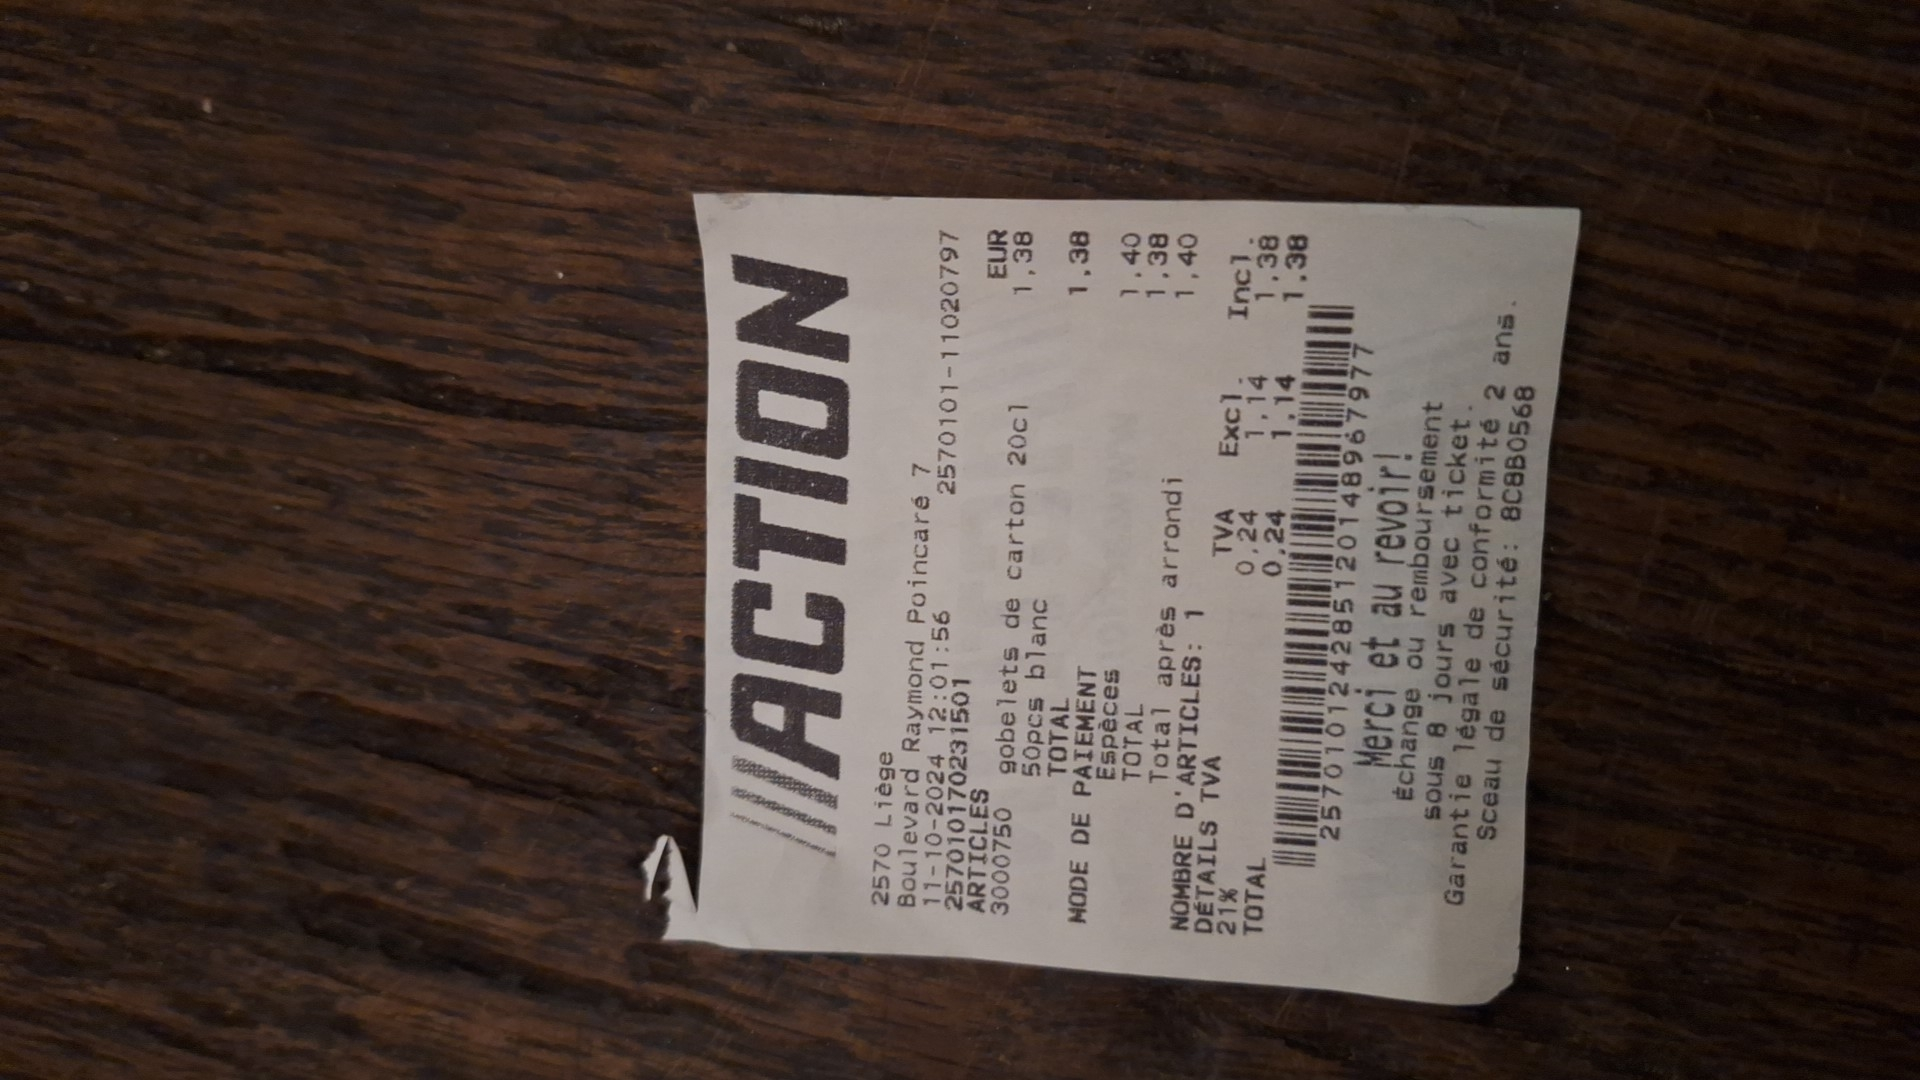 ACTION
2570 Liège
Boulevard Raymond Poincaré 7
11-10-2024 12:01:56 2570101-11020797
2570101702231501
ARTICLES EUR
3000750 gobelets de carton 20cl 1,38
50pcs blanc
TOTAL 1,38
MODE DE PAIEMENT
Espèces 1,40
TOTAL 1,38
Total après arrondi 1,40
NOMBRE D'ARTICLES: 1
DÉTAILS TVA TVA Excl. Incl.
21% 0,24 1,14 1,38
TOTAL 0,24 1,14 1,38
2570101242851201489679​77
Merci et au revoir!
Échange ou remboursement
sous 8 jours avec ticket.
Garantie légale de conformité 2 ans.
Sceau de sécurité: 8CBB0568